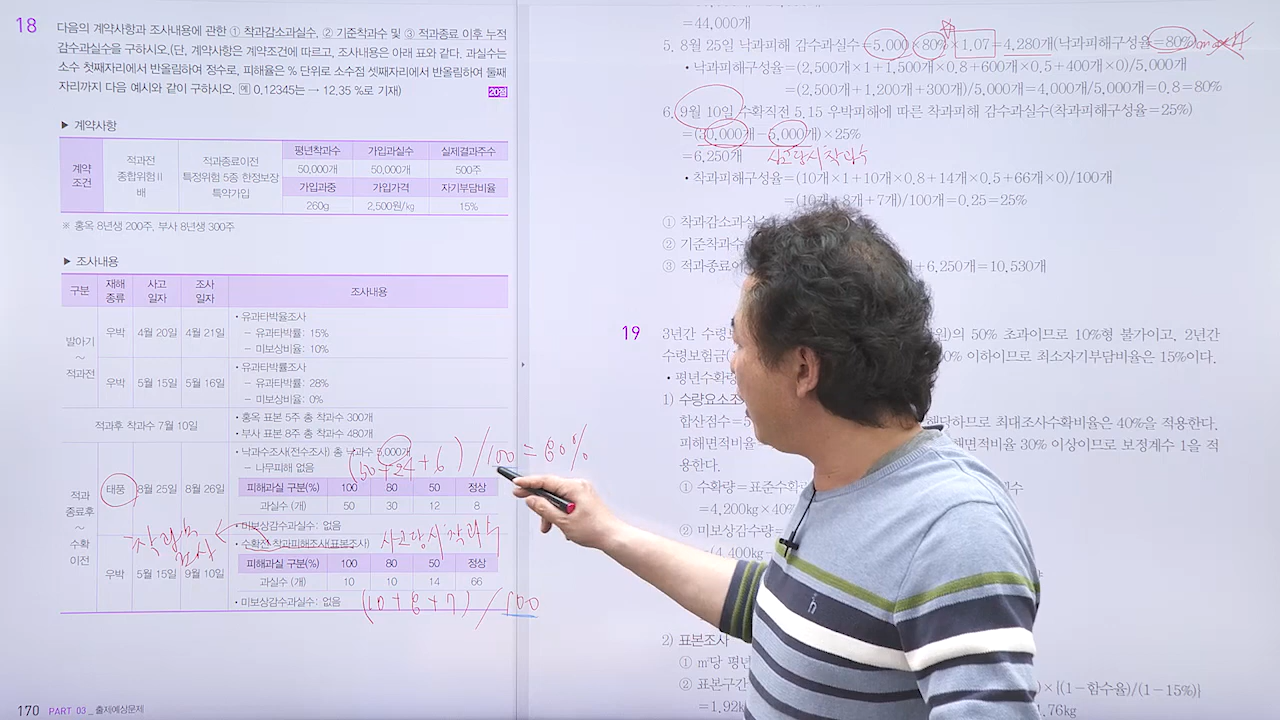 18
다음의 계약사항과 조사내용에 관한 ① 착과감소과실수, ② 기준착과수 및 ③ 적과종료 이후 누적
감수과실수를 구하시오.(단, 계약사항은 계약조건에 따르고, 조사내용은 아래 표와 같다. 과실수는
소수 첫째자리에서 반올림하여 정수로, 피해율은 % 단위로 소수점 셋째자리에서 반올림하여 둘째
자리까지 다음 예시와 같이 구하시오. 예 0.12345는 → 12.35 %로 기재)
20점
▶ 계약사항
계약
조건
적과전
종합위험Ⅱ
배
적과종료이전
특정위험 5종 한정보장
특약가입
평년착과수 가입과실수 실제결과주수
50,000개 50,000개 500주
가입과중 가입가격 자기부담비율
260g 2,500원/kg 15%
※ 홍옥 8년생 200주, 부사 8년생 300주
▶ 조사내용
구분 재해종류 사고일자 조사일자 조사내용
발아기
~
적과전
우박 4월 20일 4월 21일
• 유과타박율조사
– 유과타박률: 15%
– 미보상비율: 10%
우박 5월 15일 5월 16일
• 유과타박률조사
– 유과타박률: 28%
– 미보상비율: 0%
적과후 착과수 7월 10일
• 홍옥 표본 5주 총 착과수 300개
• 부사 표본 8주 총 착과수 480개
적과
종료후
~
수확
이전
태풍 8월 25일 8월 26일
– 나무피해 없음
피해과실 구분(%) 100 80 50 정상
과실수 (개) 50 30 12 8
• 미보상감수과실수: 없음
우박 5월 15일 9월 10일
• 수확전 착과피해조사(표본조사)
피해과실 구분(%) 100 80 50 정상
과실수 (개) 10 10 14 66
• 미보상감수과실수: 없음
/ 100 = 80%
사고당시 착과수
(10 + 8 + 7) / 100
170 PART 03_ 출제예상문제
=44,000개
5. 8월 25일 낙과피해 감수과실수=5,000×80%×1.07=4,280개(낙과피해구성율=80%)
• 낙과피해구성율=(2,500개×1+1,500개×0.8+600개×0.5+400개×0)/5,000개
=(2,500개+1,200개+300개)/5,000개=4,000개/5,000개=0.8=80%
6. 9월 10일 수확직전 5.15 우박피해에 따른 착과피해 감수과실수(착과피해구성율=25%)
=(30,000개−5,000개)×25%
=6,250개
사고당시 착과수
• 착과피해구성율=(10개×1+10개×0.8+14개×0.5+66개×0)/100개
=(10개+8개+7개)/100개=0.25=25%
① 착과감소과실수
② 기준착과수
③ 적과종료
+6,250개=10,530개
19
3년간 수령
의 50% 초과이므로 10%형 불가이고, 2년간
수령보험금
이하이므로 최소자기부담비율은 15%이다.
• 평년수확량
1) 수량요소조
합산점수=5
해당하므로 최대조사수확비율은 40%을 적용한다.
피해면적비율=
면적비율 30% 이상이므로 보정계수 1을 적
용한다.
① 수확량=표준수확
=4,200kg×40%
② 미보상감수량=
=(4,400kg−
2) 표본조사
① ㎡당 평년
② 표본구간
×{(1−함수율)/(1−15%)}
=1.92k
1.76kg